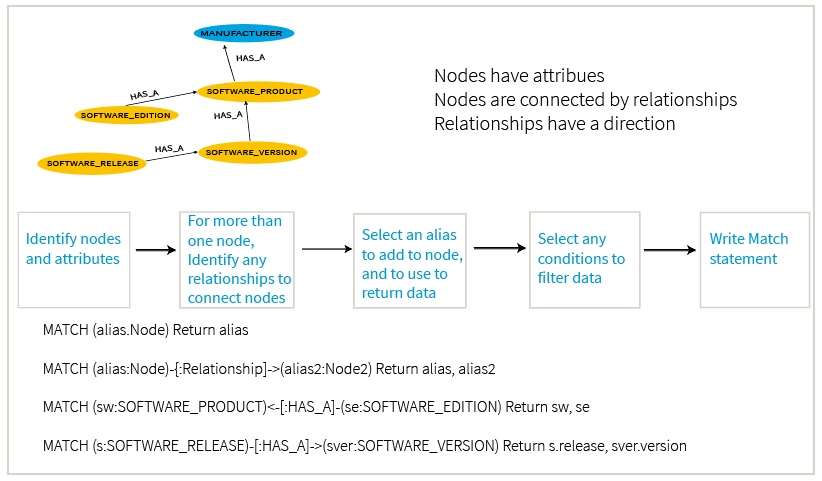 MANUFACTURER
HAS_A
SOFTWARE_PRODUCT
HAS_A
SOFTWARE_EDITION
HAS_A
SOFTWARE_VERSION
HAS_A
SOFTWARE_RELEASE
Nodes have attribues
Nodes are connected by relationships
Relationships have a direction
Identify nodes
and attributes
For more than
one node,
Identify any
relationships to
connect nodes
Select an alias
to add to node,
and to use to
return data
Select any
conditions to
filter data
Write Match
statement
MATCH (alias.Node) Return alias
MATCH (alias:Node)-{:Relationship]->(alias2:Node2) Return alias, alias2
MATCH (sw:SOFTWARE_PRODUCT)<-[:HAS_A]-(se:SOFTWARE_EDITION) Return sw, se
MATCH (s:SOFTWARE_RELEASE)-[:HAS_A]->(sver:SOFTWARE_VERSION) Return s.release, sver.version